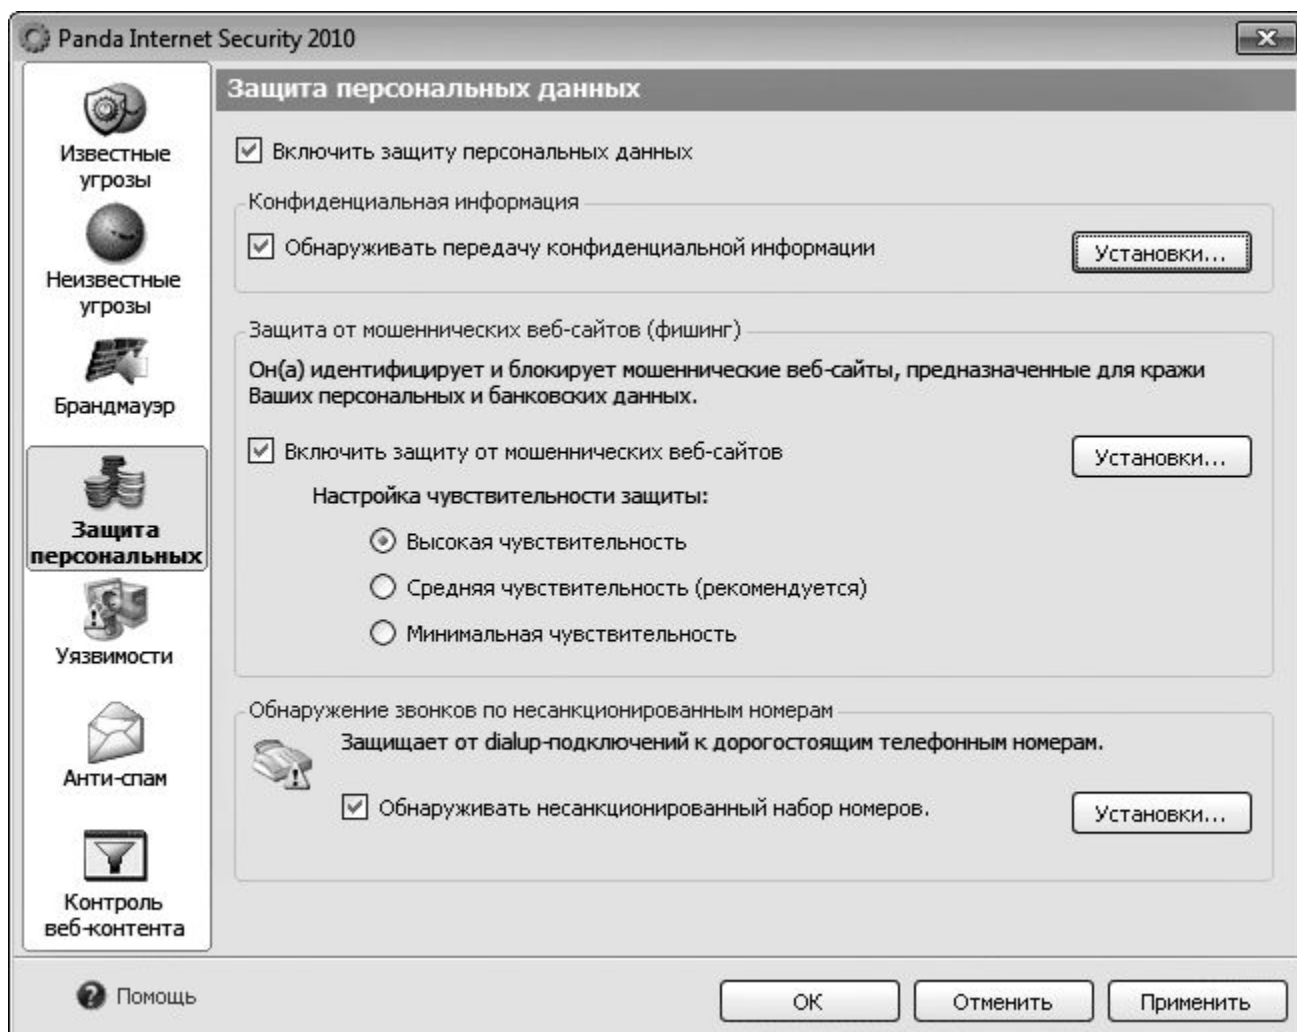 Panda Internet Security 2010
Известные
угрозы
Неизвестные
угрозы
Брандмауэр
Защита
персональных
Уязвимости
Анти-спам
Контроль
веб-контента
Защита персональных данных
Включить защиту персональных данных
Конфиденциальная информация
Обнаруживать передачу конфиденциальной информации
Установки...
Защита от мошеннических веб-сайтов (фишинг)
Он(а) идентифицирует и блокирует мошеннические веб-сайты, предназначенные для кражи
Ваших персональных и банковских данных.
Включить защиту от мошеннических веб-сайтов
Установки...
Настройка чувствительности защиты:
Высокая чувствительность
Средняя чувствительность (рекомендуется)
Минимальная чувствительность
Обнаружение звонков по несанкционированным номерам
Защищает от dialup-подключений к дорогостоящим телефонным номерам.
Обнаруживать несанкционированный набор номеров.
Установки...
Помощь
ОК
Отменить
Применить